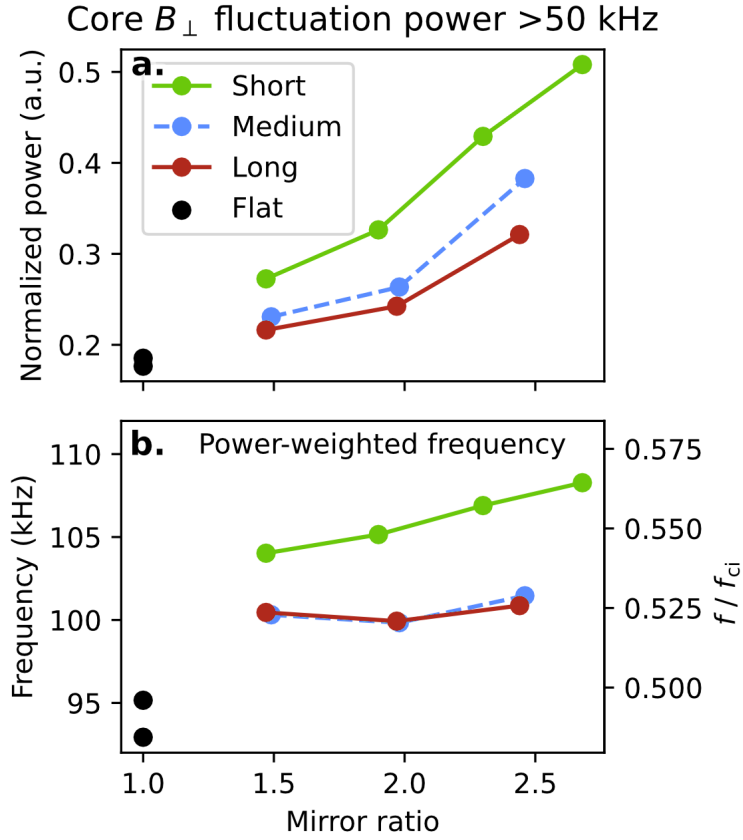 Core B⊥ fluctuation power >50 kHz
a.
Normalized power (a.u.)
0.5
0.4
0.3
0.2
Short
Medium
Long
Flat
b. Power-weighted frequency
Frequency (kHz)
110
105
100
95
0.575
0.550
0.525
0.500
f / f_ci
1.0 1.5 2.0 2.5
Mirror ratio